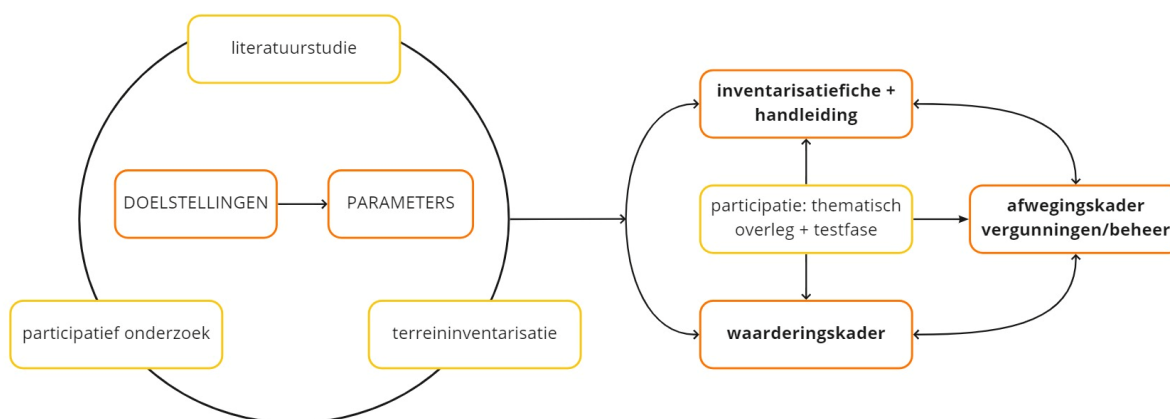 literatuurstudie
DOELSTELLINGEN
PARAMETERS
participatief onderzoek
terreininventarisatie
inventarisatiefiche +
handleiding
participatie: thematisch
overleg + testfase
afwegingskader
vergunningen/beheer
waarderingskader